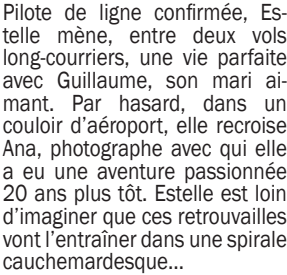 Pilote de ligne confirmée, Es-
telle mène, entre deux vols
long-courriers, une vie parfaite
avec Guillaume, son mari ai-
mant. Par hasard, dans un
couloir d'aéroport, elle recroise
Ana, photographe avec qui elle
a eu une aventure passionnée
20 ans plus tôt. Estelle est loin
d'imaginer que ces retrouvailles
vont l'entraîner dans une spirale
cauchemardesque...